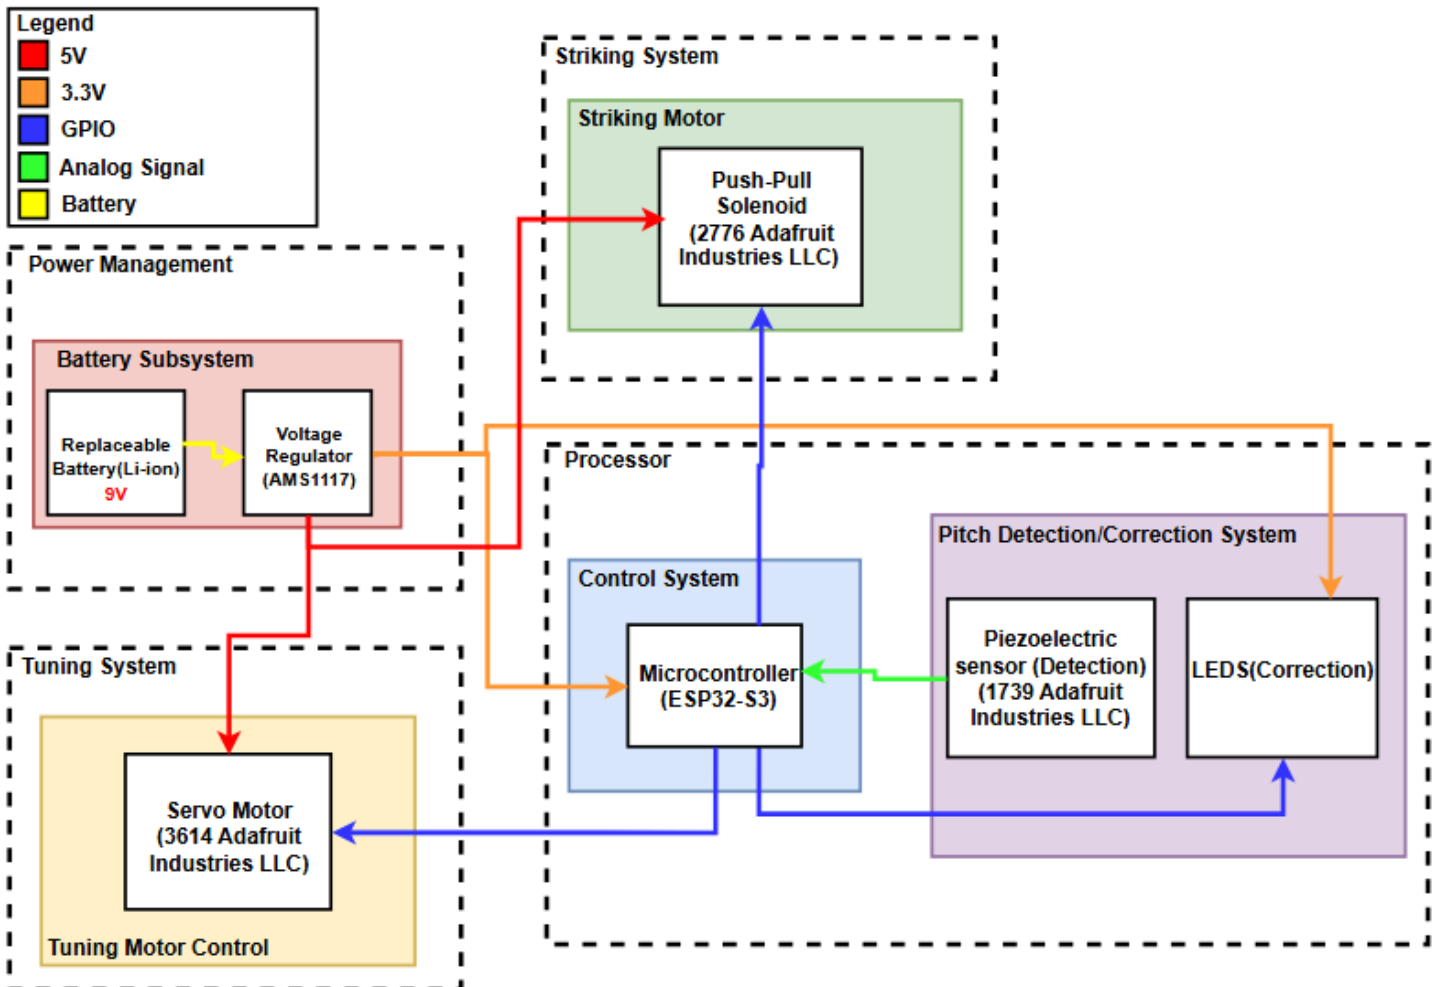 Legend
5V
3.3V
GPIO
Analog Signal
Battery
Striking System
Striking Motor
Push-Pull
Solenoid
(2776 Adafruit
Industries LLC)
Power Management
Battery Subsystem
Replaceable
Battery(Li-ion)
9V
Voltage
Regulator
(AMS1117)
Processor
Pitch Detection/Correction System
Control System
Microcontroller
(ESP32-S3)
Piezoelectric
sensor (Detection)
(1739 Adafruit
Industries LLC)
LEDS(Correction)
Tuning System
Servo Motor
(3614 Adafruit
Industries LLC)
Tuning Motor Control